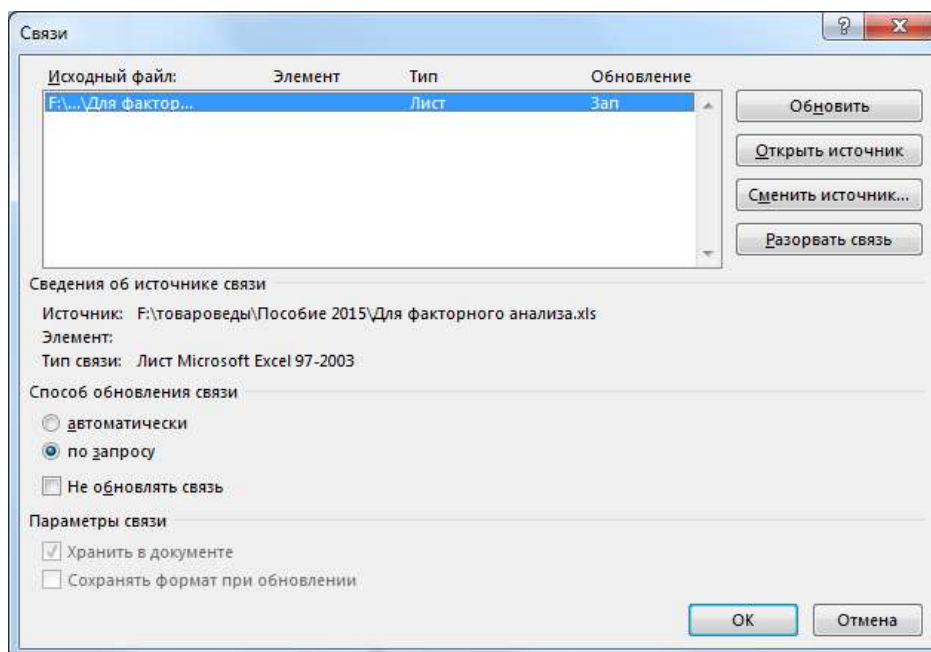 Связи
Исходный файл: Элемент Тип Обновление
F:\...\Для фактор... Лист Зап
Обновить
Открыть источник
Сменить источник...
Разорвать связь
Сведения об источнике связи
Источник: F:\товароведы\Пособие 2015\Для факторного анализа.xls
Элемент:
Тип связи: Лист Microsoft Excel 97-2003
Способ обновления связи
автоматически
по запросу
Не обновлять связь
Параметры связи
Хранить в документе
Сохранять формат при обновлении
ОК Отмена